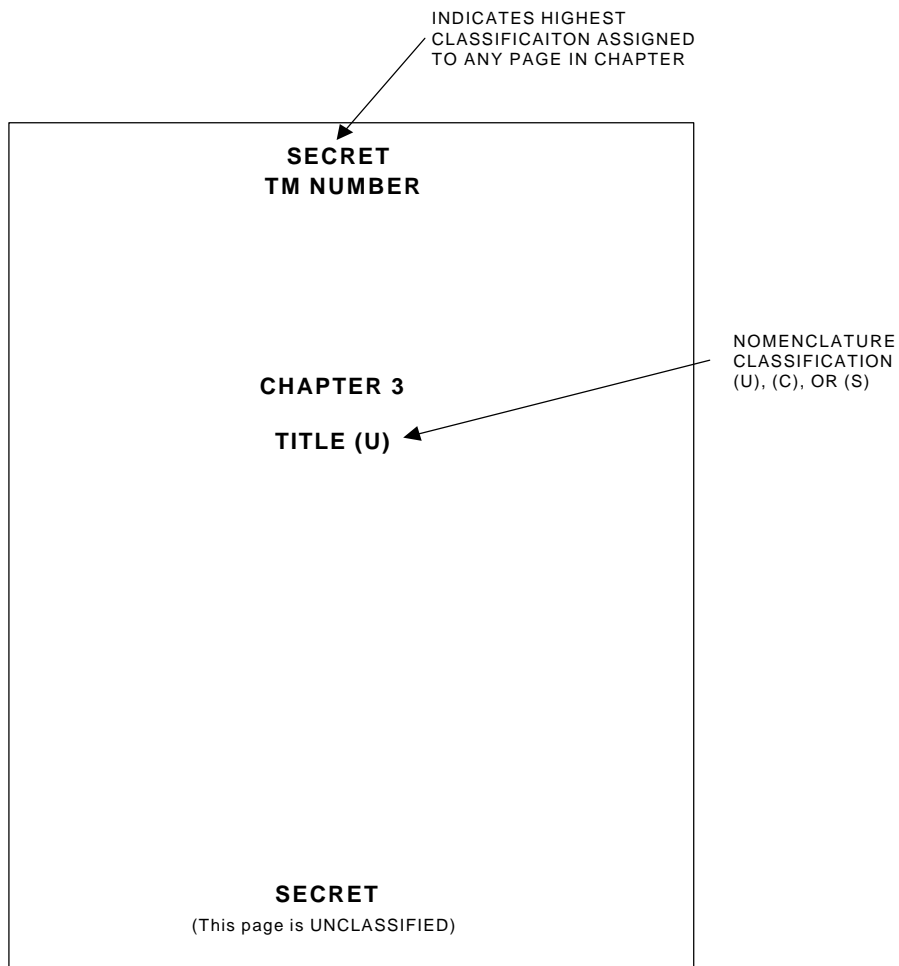 INDICATES HIGHEST
CLASSIFICAITON ASSIGNED
TO ANY PAGE IN CHAPTER
SECRET
TM NUMBER
NOMENCLATURE
CLASSIFICATION
(U), (C), OR (S)
CHAPTER 3
TITLE (U)
SECRET
(This page is UNCLASSIFIED)